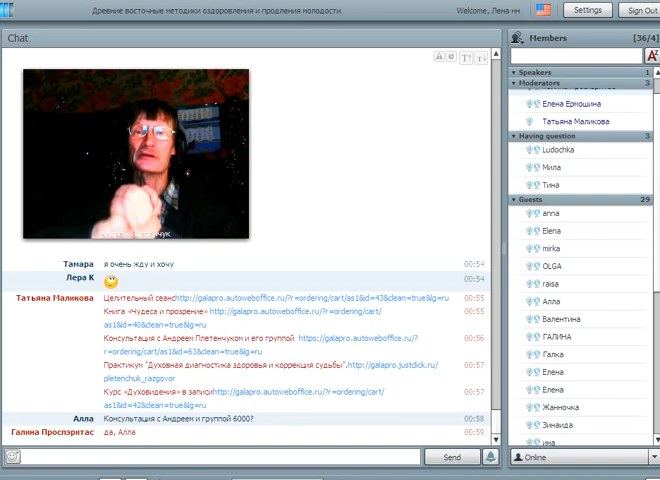 Древние восточные методики оздоровления и продления молодости
Welcome, Лена нн
Settings
Sign Out
Chat
Members
[36/4]
Speakers 1
Moderators 3
Елена Ермошина
Татьяна Маликова
Having question 3
Ludochka
Мила
Тина
Guests 29
anna
Elena
mirka
OLGA
raisa
Алла
Валентина
ГАЛИНА
Галка
Елена
Елена
Жанночка
Зинаида
ина
Online
Тамара я очень жду и хочу 00:54
Лера К 00:54
Татьяна Маликова Целительный сеансhttp://galapro.autoweboffice.ru/?r=ordering/cart/as1&id=43&clean=true&lg=ru 00:55
Книга «Чудеса и прозрение» http://galapro.autoweboffice.ru/?r=ordering/cart/ 00:55
as1&id=40&clean=true&lg=ru
Консультация с Андреем Плетенчуком и его группой https://galapro.autoweboffice.ru/? 00:56
r=ordering/cart/as1&id=63&clean=true&lg=ru
Практикум "Духовная диагностика здоровья и коррекция судьбы".http://galapro.justclick.ru/ 00:57
pletenchuk_razgovor
Курс «Духовидения» в записиhttp://galapro.autoweboffice.ru/?r=ordering/cart/ 00:57
as1&id=42&clean=true&lg=ru
Алла Консультация с Андреем и группой 6000? 00:58
Галина Проспэритас да, Алла 00:59
Send